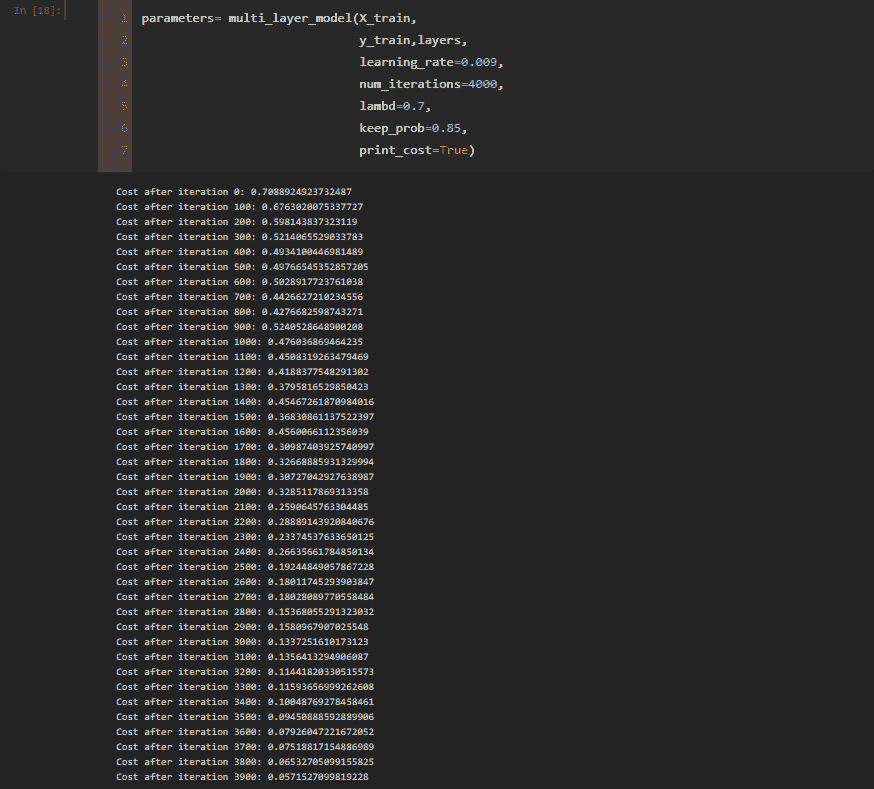 In [18]:
1 parameters= multi_layer_model(X_train,
2 y_train,layers,
3 learning_rate=0.009,
4 num_iterations=4000,
5 lambd=0.7,
6 keep_prob=0.85,
7 print_cost=True)
Cost after iteration 0: 0.7088924923732487
Cost after iteration 100: 0.6763020075337727
Cost after iteration 200: 0.598143837323119
Cost after iteration 300: 0.5214065529033783
Cost after iteration 400: 0.4934100446981489
Cost after iteration 500: 0.49766545352857205
Cost after iteration 600: 0.5028917723761038
Cost after iteration 700: 0.4426627210234556
Cost after iteration 800: 0.4276682598743271
Cost after iteration 900: 0.5240528648900208
Cost after iteration 1000: 0.476036869464235
Cost after iteration 1100: 0.4508319263479469
Cost after iteration 1200: 0.4188377548291302
Cost after iteration 1300: 0.3795816529850423
Cost after iteration 1400: 0.45467261870984016
Cost after iteration 1500: 0.36830861137522397
Cost after iteration 1600: 0.4560066112356039
Cost after iteration 1700: 0.30987403925740997
Cost after iteration 1800: 0.32668885931329994
Cost after iteration 1900: 0.30727042927638987
Cost after iteration 2000: 0.3285117869313358
Cost after iteration 2100: 0.2590645763304485
Cost after iteration 2200: 0.28889143920840676
Cost after iteration 2300: 0.23374537633650125
Cost after iteration 2400: 0.26635661784850134
Cost after iteration 2500: 0.19244849057867228
Cost after iteration 2600: 0.18011745293903847
Cost after iteration 2700: 0.18028089770558484
Cost after iteration 2800: 0.15368055291323032
Cost after iteration 2900: 0.1580967907025548
Cost after iteration 3000: 0.1337251610173123
Cost after iteration 3100: 0.1356413294906087
Cost after iteration 3200: 0.11441820330515573
Cost after iteration 3300: 0.11593656999262608
Cost after iteration 3400: 0.10048769278458461
Cost after iteration 3500: 0.09450888592889906
Cost after iteration 3600: 0.07926047221672052
Cost after iteration 3700: 0.07518817154886989
Cost after iteration 3800: 0.06532705099155825
Cost after iteration 3900: 0.0571527099819228